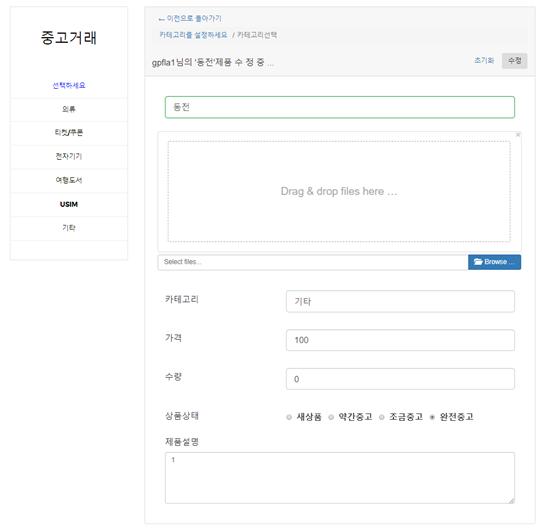 중고거래
선택하세요
의류
티켓/쿠폰
전자기기
여행도서
USIM
기타
← 이전으로 돌아가기
카테고리를 설정하세요 / 카테고리선택
gpfla1님의 '동전'제품 수 정 중 ...
초기화 수정
동전
×
Drag & drop files here …
Select files...
Browse ...
카테고리 기타
가격 100
수량 0
상품상태 새상품 약간중고 조금중고 완전중고
제품설명
1